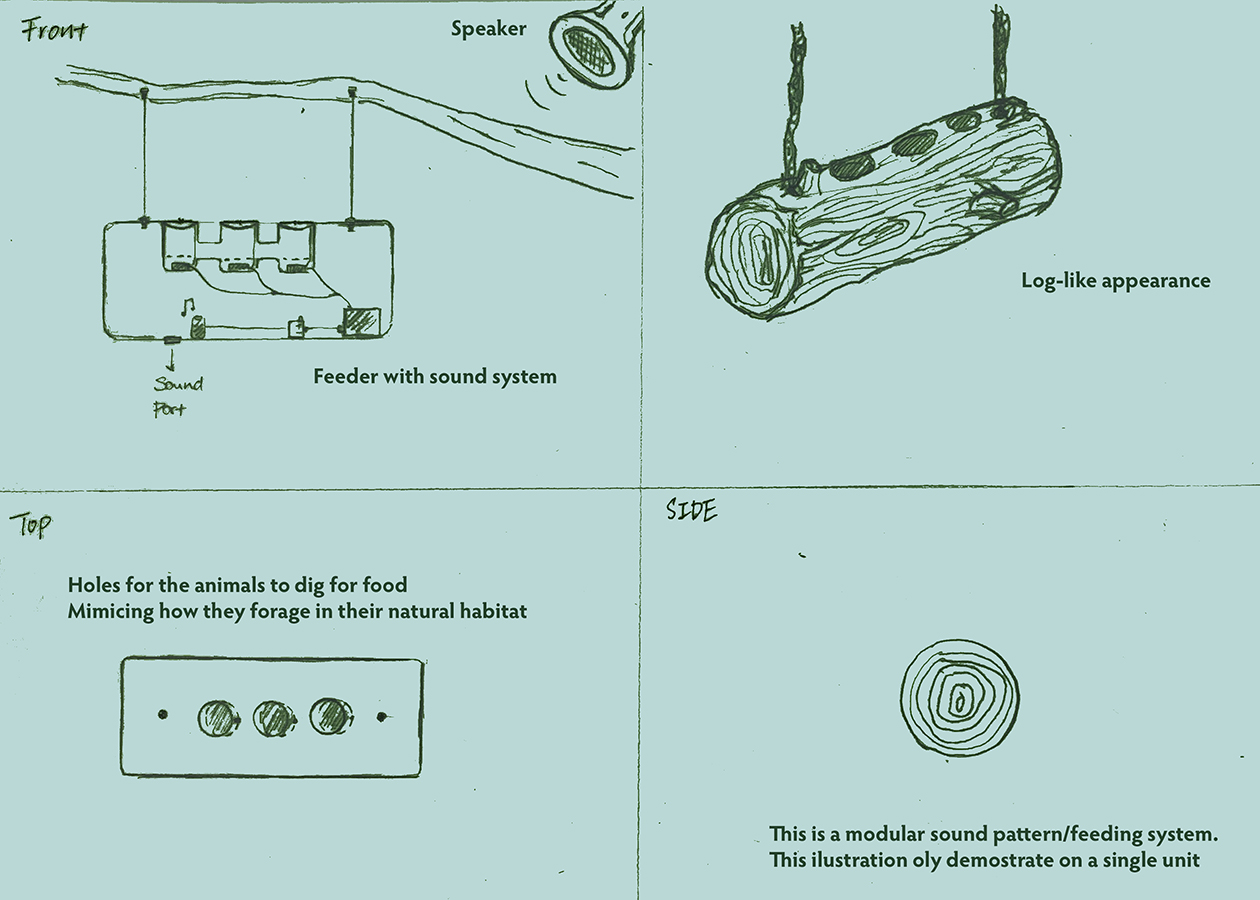 Front
Speaker
Feeder with sound system
Sound
Port
Log-like appearance
Top
Holes for the animals to dig for food
Mimicing how they forage in their natural habitat
SIDE
This is a modular sound pattern/feeding system.
This ilustration oly demostrate on a single unit